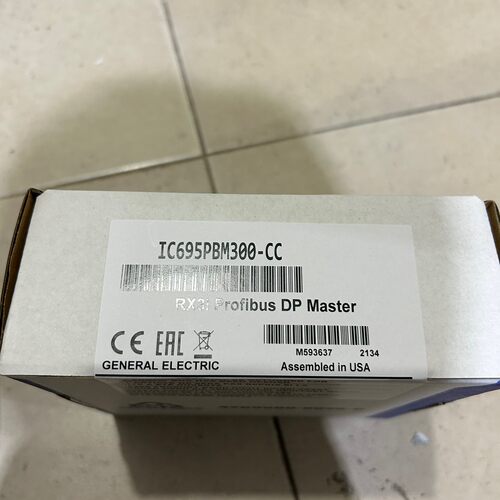 IC695PBM300-CC
RX3i Profibus DP Master
CE EAC
M593637 2134
GENERAL ELECTRIC
Assembled in USA